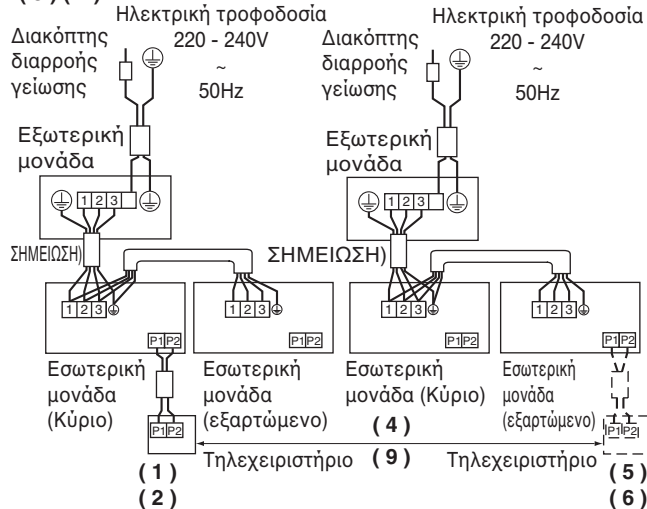 Ηλεκτρική τροφοδοσία
220 - 240V
~
50Hz
Διακόπτης
διαρροής
γείωσης
Εξωτερική
μονάδα
1 2 3
ΣΗΜΕΙΩΣΗ)
1 2 3
1 2 3
P1 P2
P1 P2
Εσωτερική
μονάδα
(Κύριο)
Εσωτερική
μονάδα
(εξαρτώμενο)
P1 P2
( 1 )
( 2 )
Τηλεχειριστήριο
Ηλεκτρική τροφοδοσία
220 - 240V
~
50Hz
Διακόπτης
διαρροής
γείωσης
Εξωτερική
μονάδα
1 2 3
ΣΗΜΕΙΩΣΗ)
1 2 3
1 2 3
P1 P2
P1 P2
Εσωτερική
μονάδα (Κύριο)
Εσωτερική
μονάδα
(εξαρτώμενο)
( 4 )
( 9 )
P1 P2
Τηλεχειριστήριο
( 5 )
( 6 )